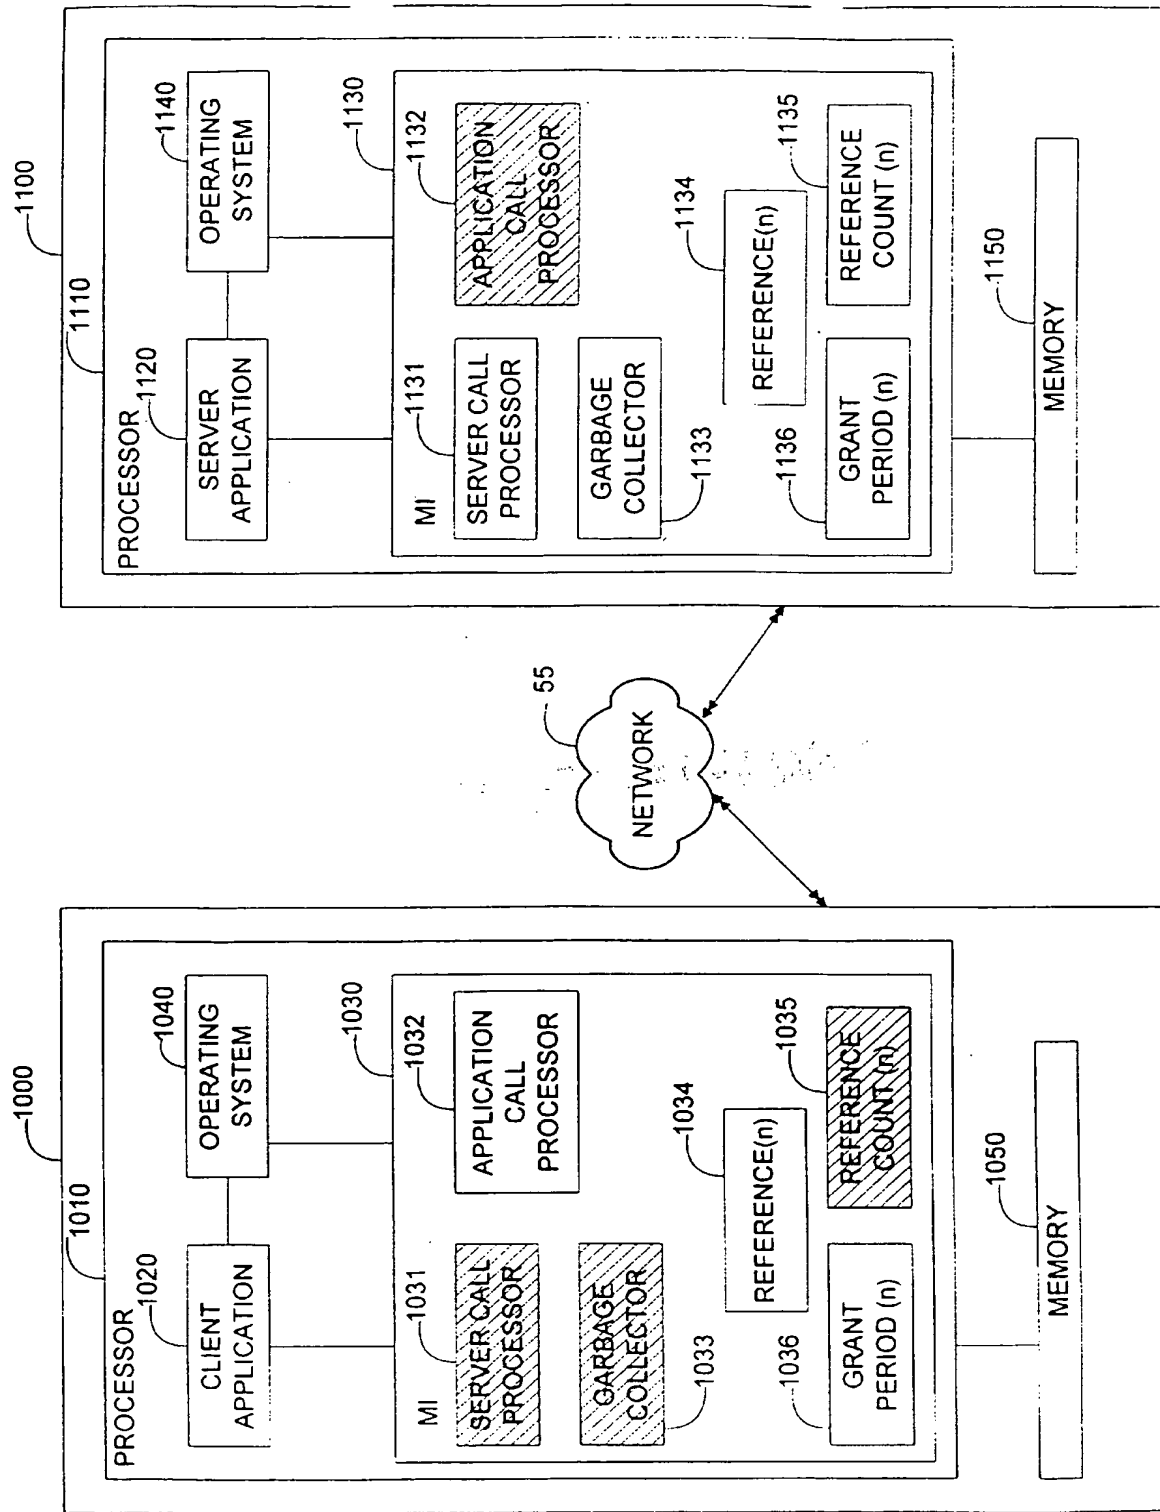 1000
1010
PROCESSOR
1020
CLIENT
APPLICATION
1040
OPERATING
SYSTEM
1030
MI
1031
SERVER CALL
PROCESSOR
1032
APPLICATION
CALL
PROCESSOR
GARBAGE
COLLECTOR
1033
1034
REFERENCE(n)
1035
REFERENCE
COUNT (n)
1036
GRANT
PERIOD (n)
1050
MEMORY
55
NETWORK
1100
1110
PROCESSOR
1120
SERVER
APPLICATION
1140
OPERATING
SYSTEM
1130
MI
1131
SERVER CALL
PROCESSOR
1132
APPLICATION
CALL
PROCESSOR
GARBAGE
COLLECTOR
1133
1134
REFERENCE(n)
1135
REFERENCE
COUNT (n)
1136
GRANT
PERIOD (n)
1150
MEMORY